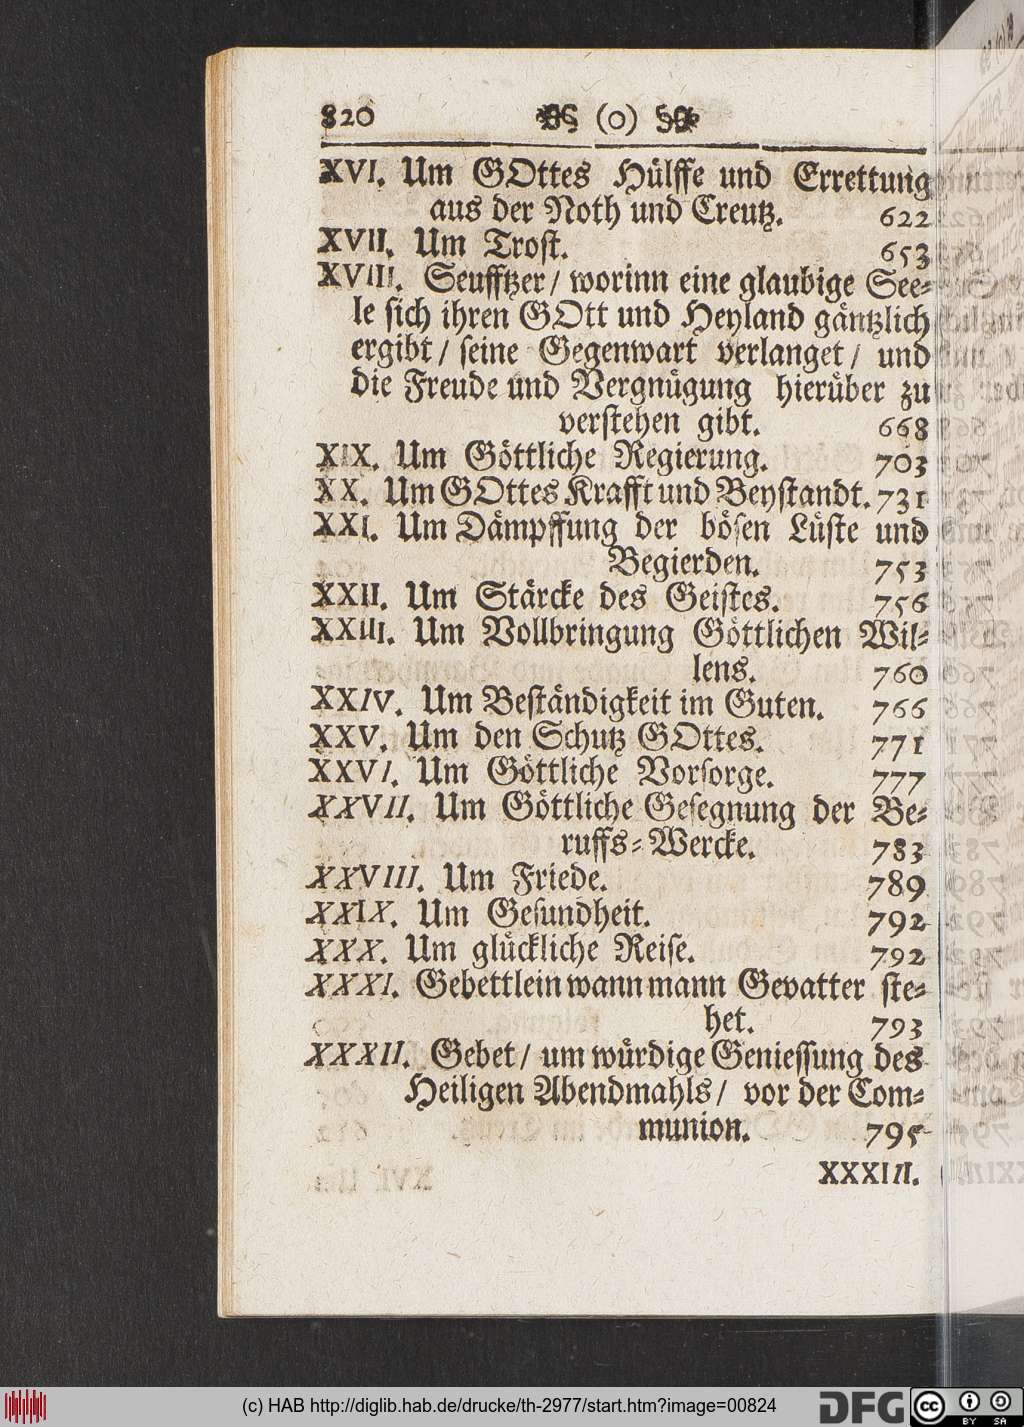 820 (o)
XVI. Um GOttes Hülffe und Errettung
aus der Noth und Creutz. 622
XVII. Um Trost. 653
XVIII. Seufftzer / worinn eine glaubige See-
le sich ihren GOtt und Heyland gäntzlich
ergibt / seine Gegenwart verlanget / und
die Freude und Vergnügung hierüber zu
verstehen gibt. 668
XIX. Um Göttliche Regierung. 703
XX. Um GOttes Krafft und Beystandt. 731
XXI. Um Dämpffung der bösen Lüste und
Begierden. 753
XXII. Um Stärcke des Geistes. 756
XXIII. Um Vollbringung Göttlichen Wil-
lens. 760
XXIV. Um Beständigkeit im Guten. 766
XXV. Um den Schutz GOttes. 771
XXVI. Um Göttliche Vorsorge. 777
XXVII. Um Göttliche Gesegnung der Be-
ruffs-Wercke. 783
XXVIII. Um Friede. 789
XXIX. Um Gesundheit. 792
XXX. Um glückliche Reise. 792
XXXI. Gebettlein wann mann Gevatter ste-
het. 793
XXXII. Gebet / um würdige Geniessung des
Heiligen Abendmahls / vor der Com-
munion. 795
XXXIII.
(c) HAB http://diglib.hab.de/drucke/th-2977/start.htm?image=00824
DFG cc BY SA